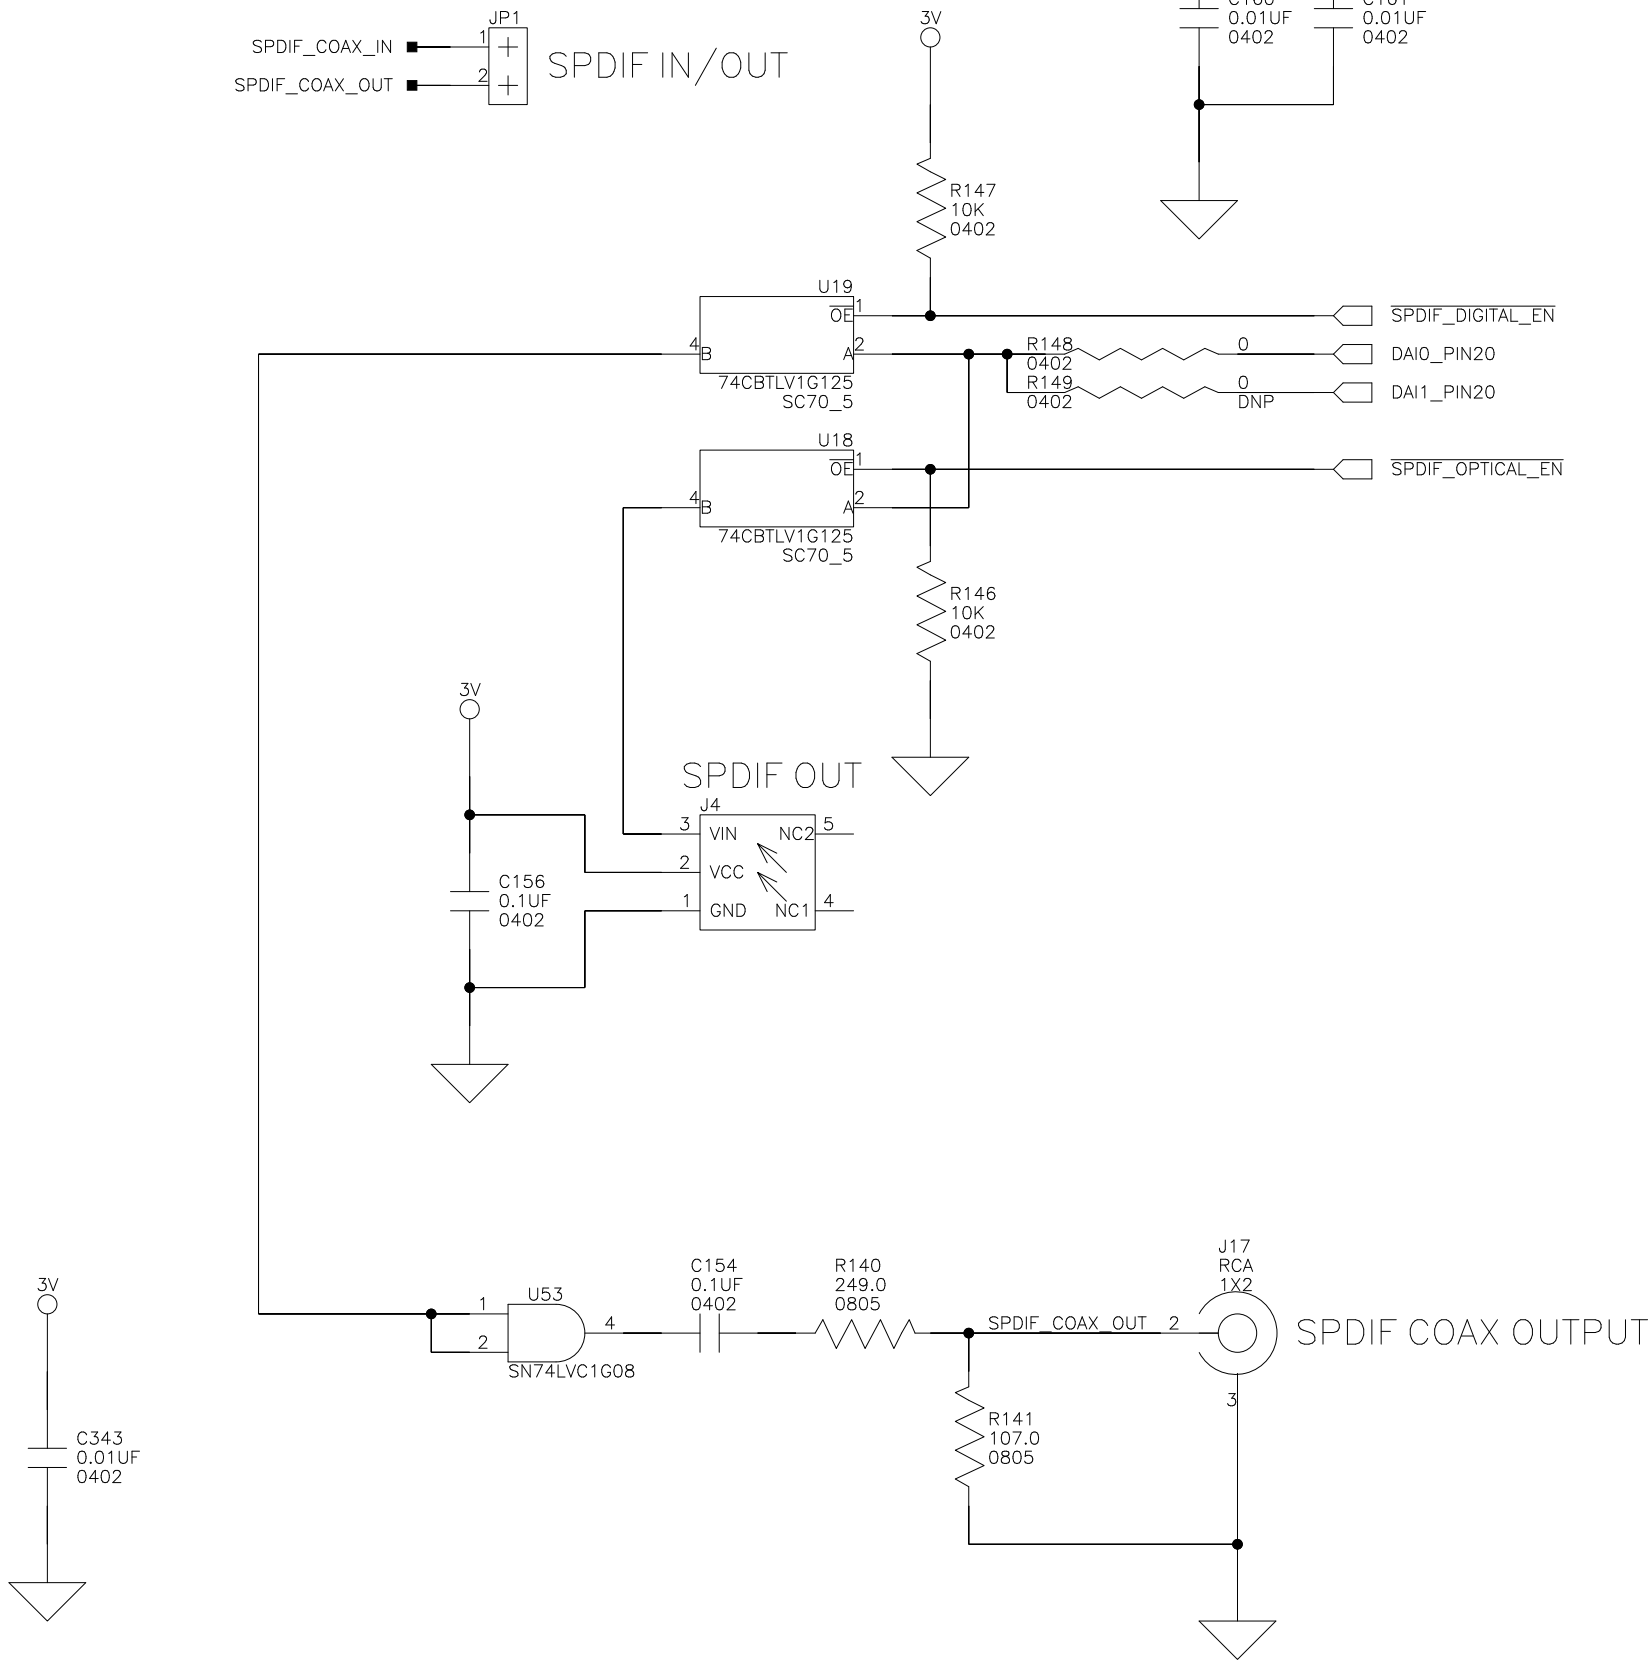 JP1
SPDIF_COAX_IN
1
SPDIF_COAX_OUT
2
SPDIF IN/OUT
3V
0.01UF
0402
0.01UF
0402
R147
10K
0402
U19
OE
1
SPDIF_DIGITAL_EN
4
B
A
2
R148
0402
0
DAI0_PIN20
74CBTLV1G125
SC70_5
R149
0402
0
DNP
DAI1_PIN20
U18
OE
1
SPDIF_OPTICAL_EN
4
B
A
2
74CBTLV1G125
SC70_5
R146
10K
0402
3V
SPDIF OUT
J4
3
VIN
NC2
5
2
VCC
1
GND
NC1
4
C156
0.1UF
0402
3V
U53
1
2
4
SN74LVC1G08
C154
0.1UF
0402
R140
249.0
0805
SPDIF_COAX_OUT
2
J17
RCA
1X2
SPDIF COAX OUTPUT
3
R141
107.0
0805
C343
0.01UF
0402